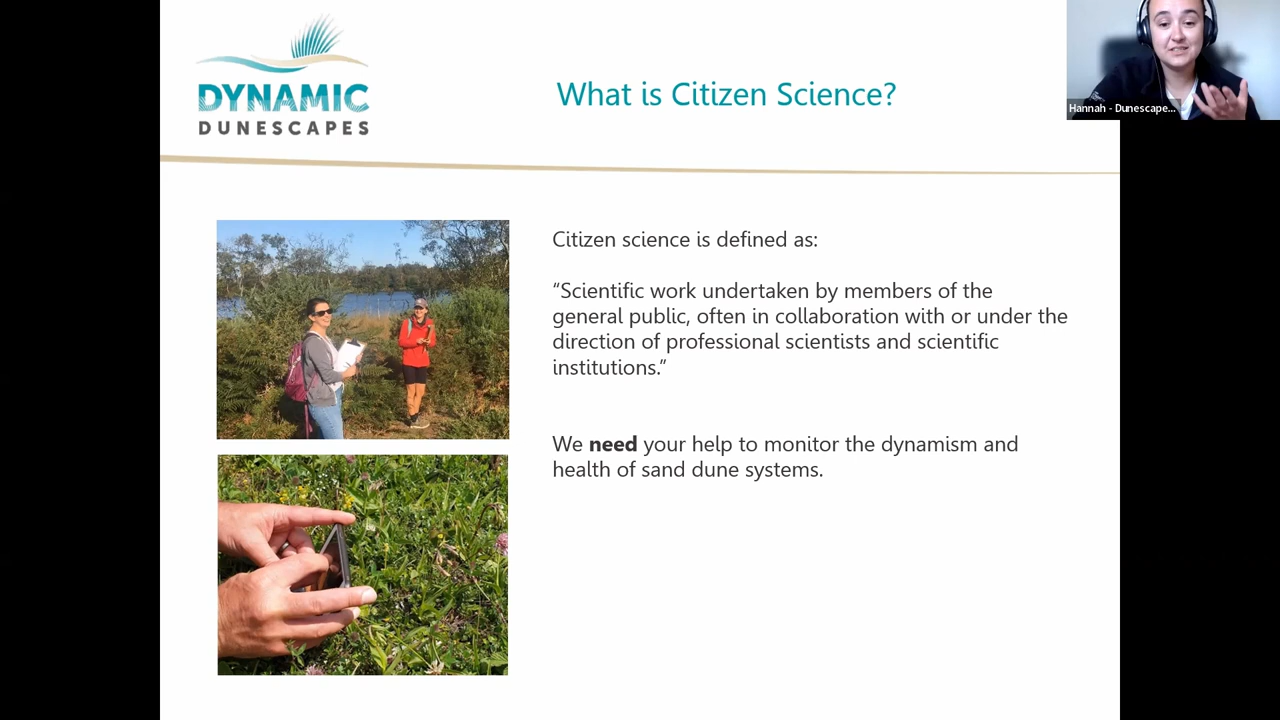 DYNAMIC
DUNESCAPES
What is Citizen Science?
Hannah - Dunescape...
Citizen science is defined as:
“Scientific work undertaken by members of the
general public, often in collaboration with or under the
direction of professional scientists and scientific
institutions.”
We need your help to monitor the dynamism and
health of sand dune systems.